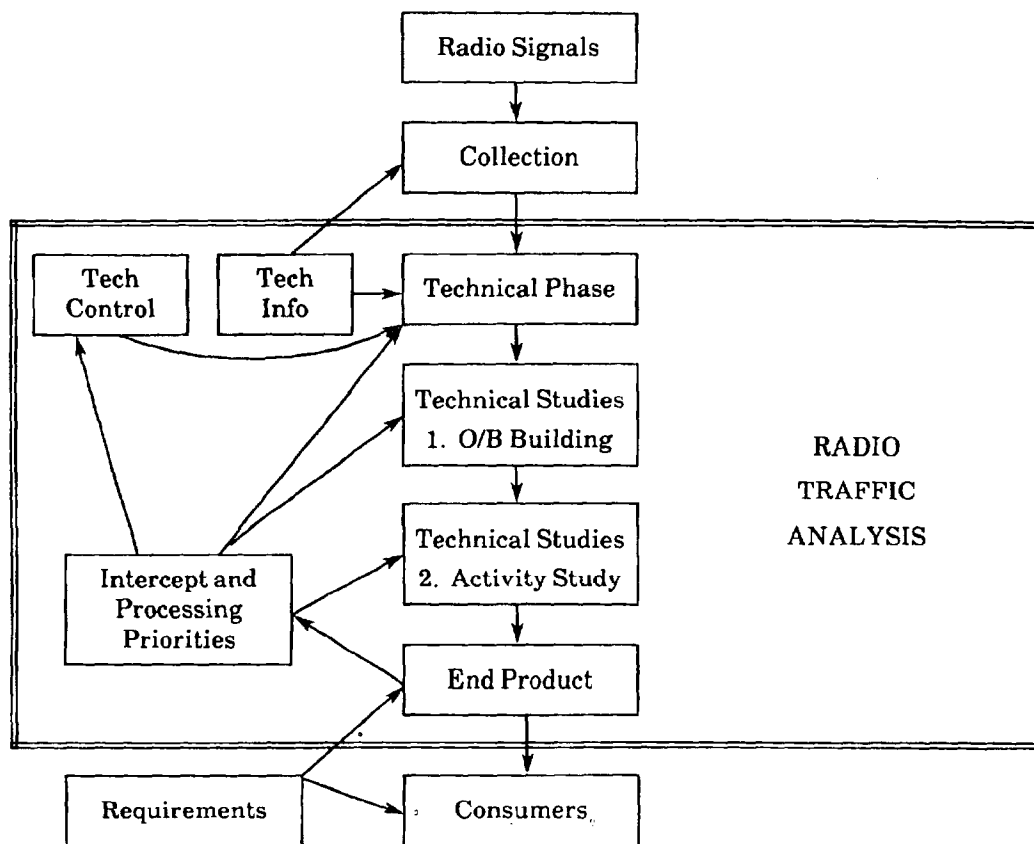 Radio Signals
Collection
Tech
Control
Tech
Info
Technical Phase
Technical Studies
1. O/B Building
RADIO
TRAFFIC
ANALYSIS
Technical Studies
2. Activity Study
Intercept and
Processing
Priorities
End Product
Requirements
Consumers